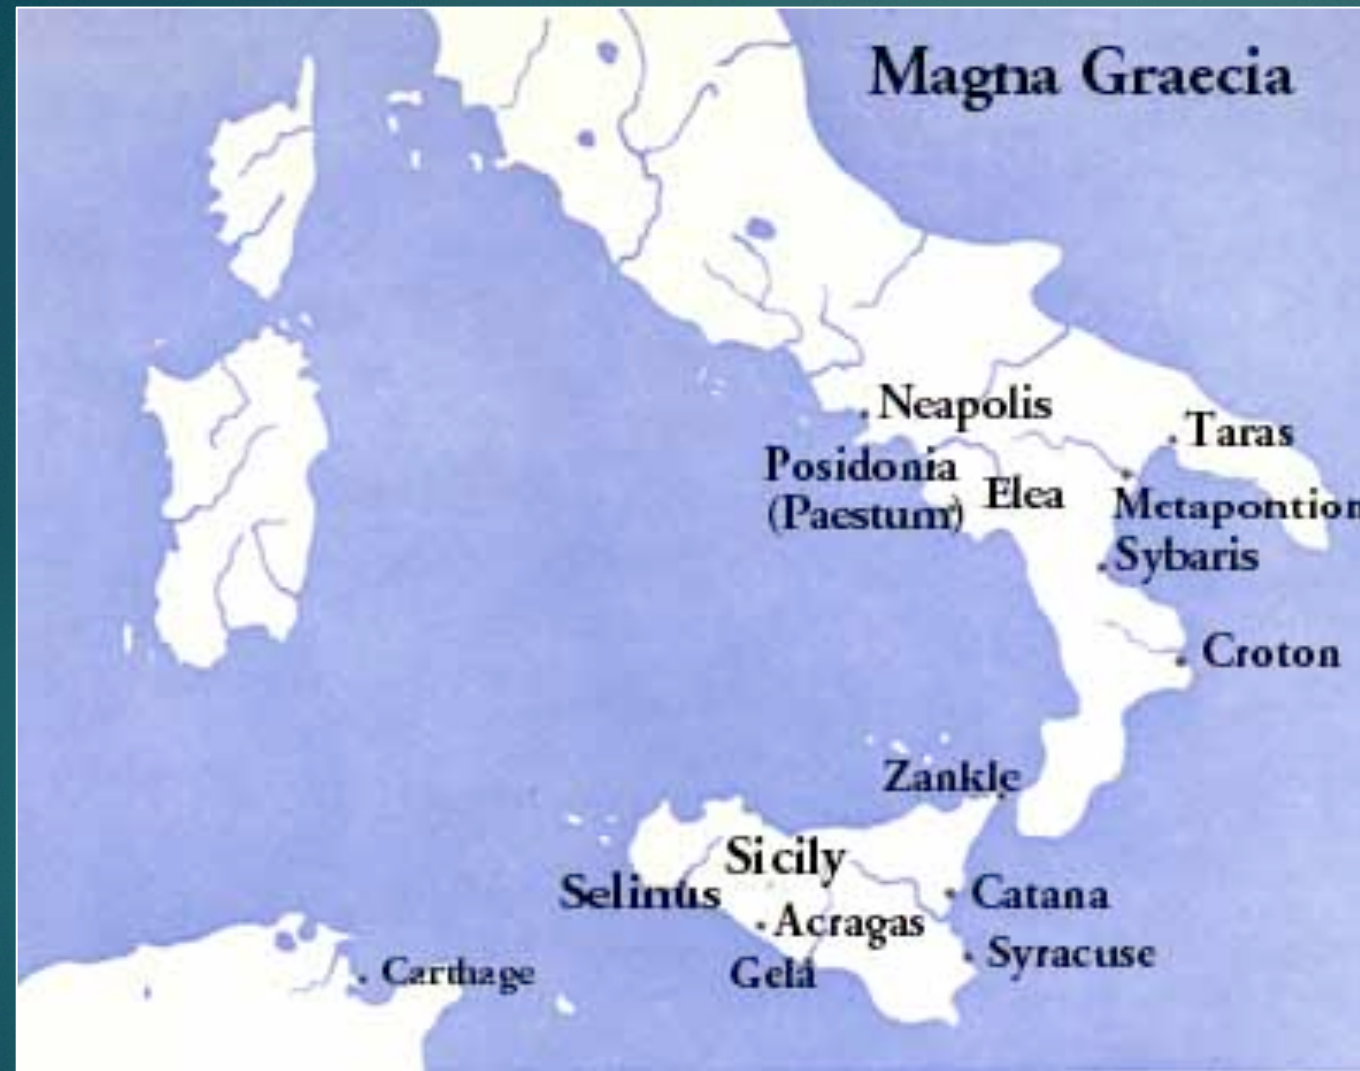 Magna Graecia
Neapolis
Taras
Posidonia
(Paestum)
Elea
Metapontion
Sybaris
Croton
Zankle
Sicily
Selinus
Catana
Acragas
Syracuse
Gela
Carthage